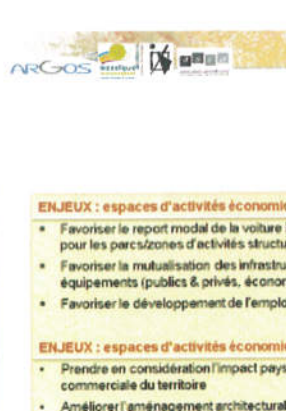 ARGOS
ENJEUX : espaces d'activités économi
• Favoriser le report modal de la voiture
pour les parcs/zones d'activités structu
• Favoriser la mutualisation des infrastru
équipements (publics & privés, écono
• Favoriser le développement de l'emplo
ENJEUX : espaces d'activités économi
• Prendre en considération l'impact pays
commerciale du territoire
• Améliorer l'aménagement architectural